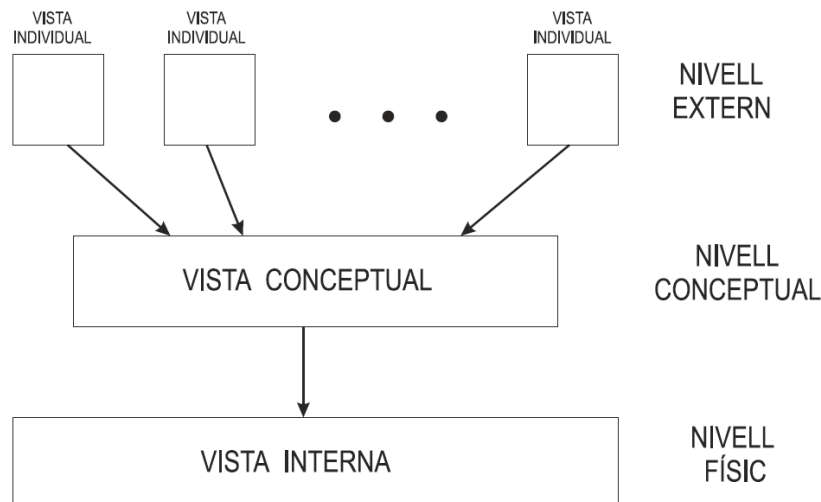 VISTA
INDIVIDUAL
VISTA
INDIVIDUAL
VISTA
INDIVIDUAL
NIVELL
EXTERN
VISTA CONCEPTUAL
NIVELL
CONCEPTUAL
VISTA INTERNA
NIVELL
FÍSIC